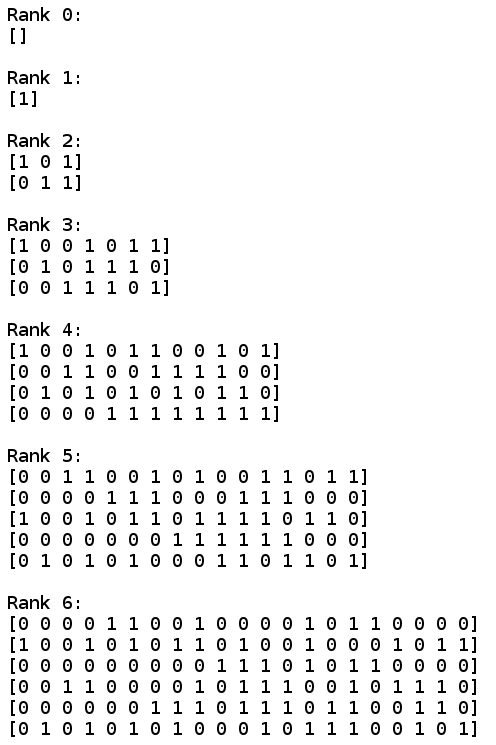 Rank 0:
[]
Rank 1:
[1]
Rank 2:
[1 0 1]
[0 1 1]
Rank 3:
[1 0 0 1 0 1 1]
[0 1 0 1 1 1 0]
[0 0 1 1 1 0 1]
Rank 4:
[1 0 0 1 0 1 1 0 0 1 0 1]
[0 0 1 1 0 0 1 1 1 1 0 0]
[0 1 0 1 0 1 0 1 0 1 1 0]
[0 0 0 0 1 1 1 1 1 1 1 1]
Rank 5:
[0 0 1 1 0 0 1 0 1 0 0 1 1 0 1 1]
[0 0 0 0 1 1 1 0 0 0 1 1 1 0 0 0]
[1 0 0 1 0 1 1 0 1 1 1 1 0 1 1 0]
[0 0 0 0 0 0 0 1 1 1 1 1 1 0 0 0]
[0 1 0 1 0 1 0 0 0 1 1 0 1 1 0 1]
Rank 6:
[0 0 0 0 1 1 0 0 1 0 0 0 0 1 0 1 1 0 0 0 0]
[1 0 0 1 0 1 0 1 1 0 1 0 0 1 0 0 0 1 0 1 1]
[0 0 0 0 0 0 0 0 0 1 1 1 0 1 0 1 1 0 0 0 0]
[0 0 1 1 0 0 0 0 1 0 1 1 1 0 0 1 0 1 1 1 0]
[0 0 0 0 0 0 1 1 1 0 1 1 1 0 1 1 0 0 1 1 0]
[0 1 0 1 0 1 0 1 0 0 0 1 0 1 1 1 0 0 1 0 1]